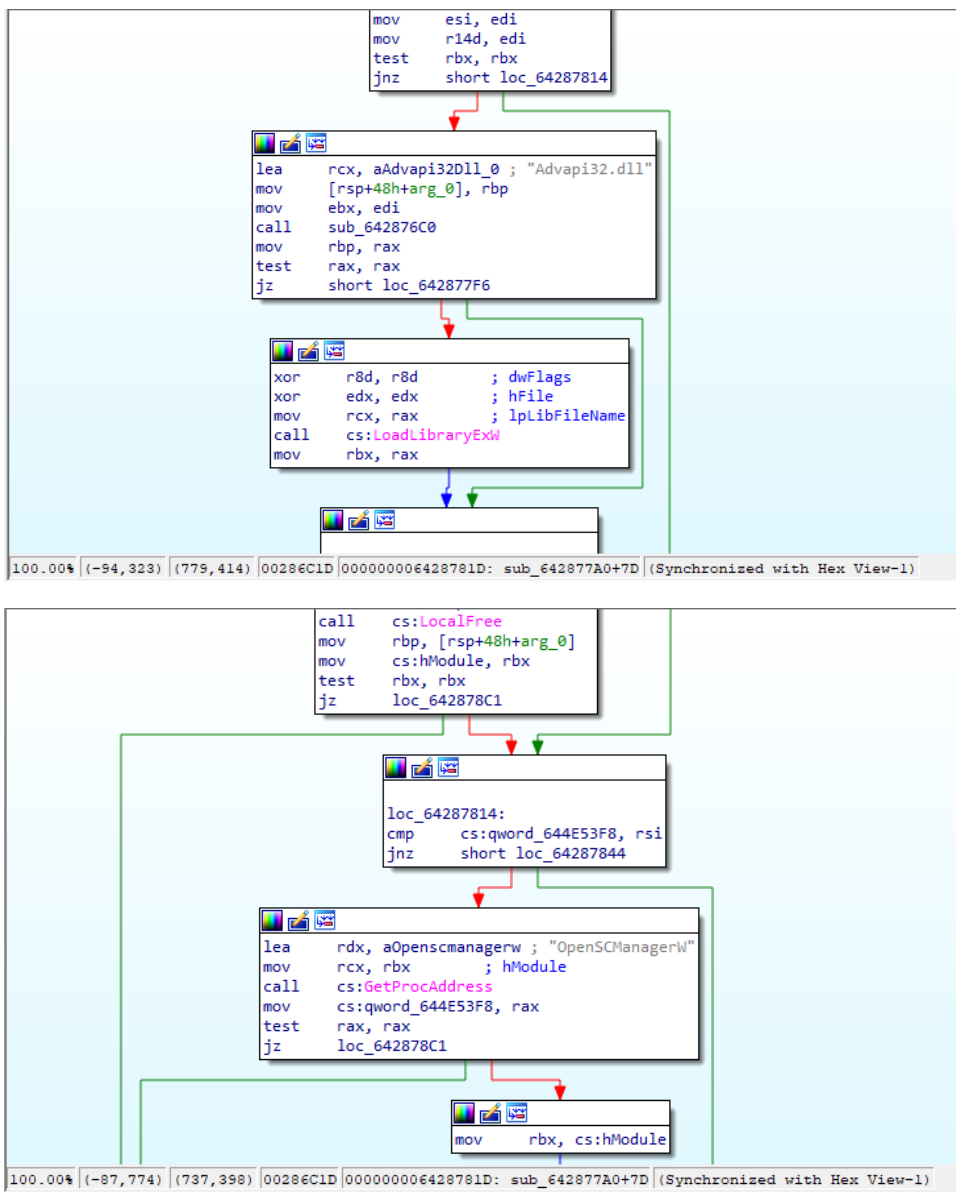 mov esi, edi
mov r14d, edi
test rbx, rbx
jnz short loc_64287814
lea rcx, aAdvapi32Dll_0 ; "Advapi32.dll"
mov [rsp+48h+arg_0], rbp
mov ebx, edi
call sub_642876C0
mov rbp, rax
test rax, rax
jz short loc_642877F6
xor r8d, r8d ; dwFlags
xor edx, edx ; hFile
mov rcx, rax ; lpLibFileName
call cs:LoadLibraryExW
mov rbx, rax
100.00% (-94,323) (779,414) 00286C1D 000000006428781D: sub_642877A0+7D (Synchronized with Hex View-1)
call cs:LocalFree
mov rbp, [rsp+48h+arg_0]
mov cs:hModule, rbx
test rbx, rbx
jz loc_642878C1
loc_64287814:
cmp cs:qword_644E53F8, rsi
jnz short loc_64287844
lea rdx, aOpenscmanagerw ; "OpenSCManagerW"
mov rcx, rbx ; hModule
call cs:GetProcAddress
mov cs:qword_644E53F8, rax
test rax, rax
jz loc_642878C1
mov rbx, cs:hModule
100.00% (-87,774) (737,398) 00286C1D 000000006428781D: sub_642877A0+7D (Synchronized with Hex View-1)